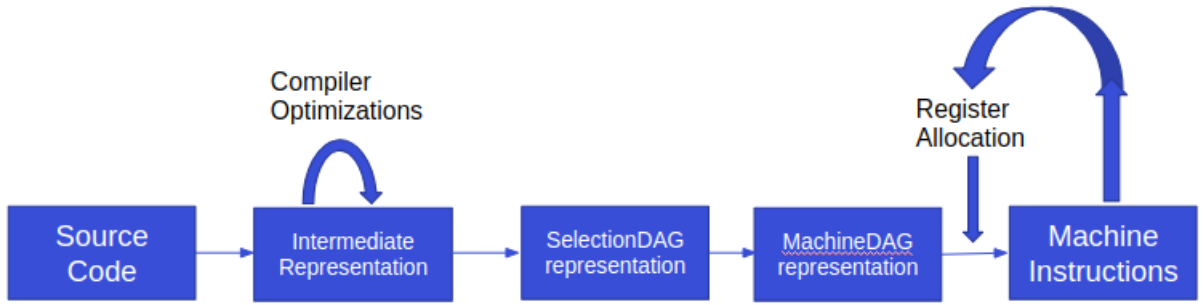 Compiler
Optimizations
Register
Allocation
Source
Code
Intermediate
Representation
SelectionDAG
representation
MachineDAG
representation
Machine
Instructions